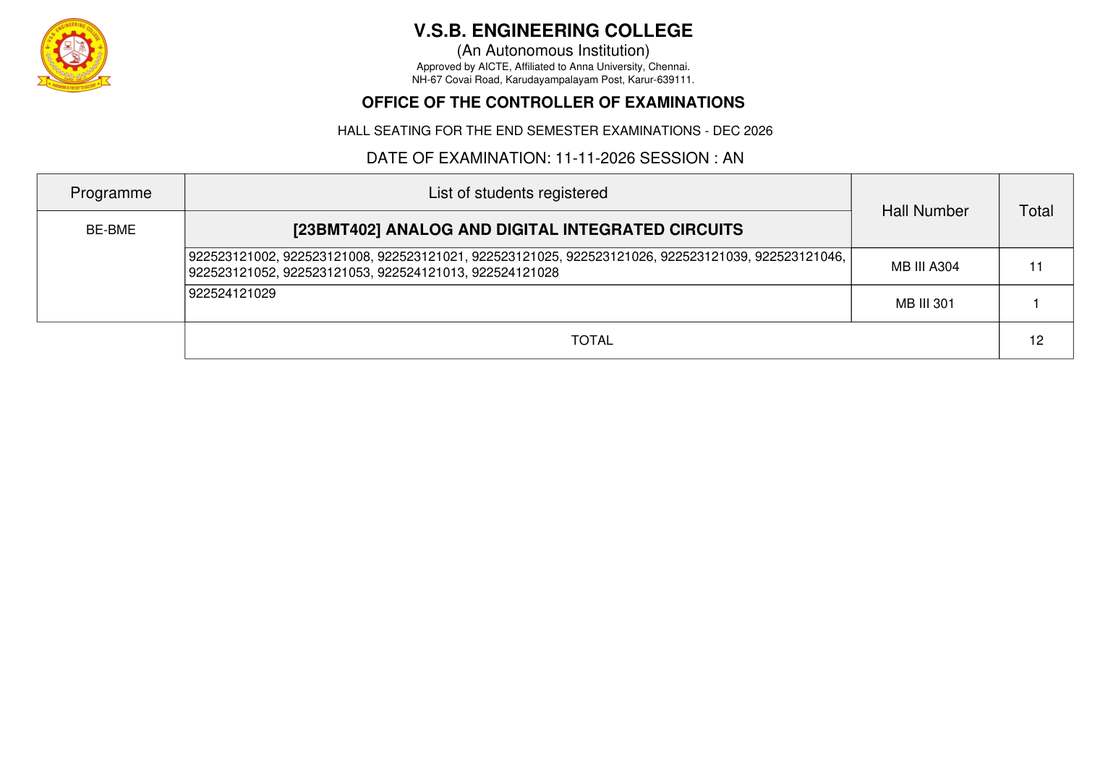 V.S.B. ENGINEERING COLLEGE
(An Autonomous Institution)
Approved by AICTE, Affiliated to Anna University, Chennai.
NH-67 Covai Road, Karudayampalayam Post, Karur-639111.
OFFICE OF THE CONTROLLER OF EXAMINATIONS
HALL SEATING FOR THE END SEMESTER EXAMINATIONS - DEC 2026
DATE OF EXAMINATION: 11-11-2026 SESSION : AN
Programme List of students registered Hall Number Total
BE-BME [23BMT402] ANALOG AND DIGITAL INTEGRATED CIRCUITS
922523121002, 922523121008, 922523121021, 922523121025, 922523121026, 922523121039, 922523121046,
922523121052, 922523121053, 922524121013, 922524121028 MB III A304 11
922524121029 MB III 301 1
TOTAL 12